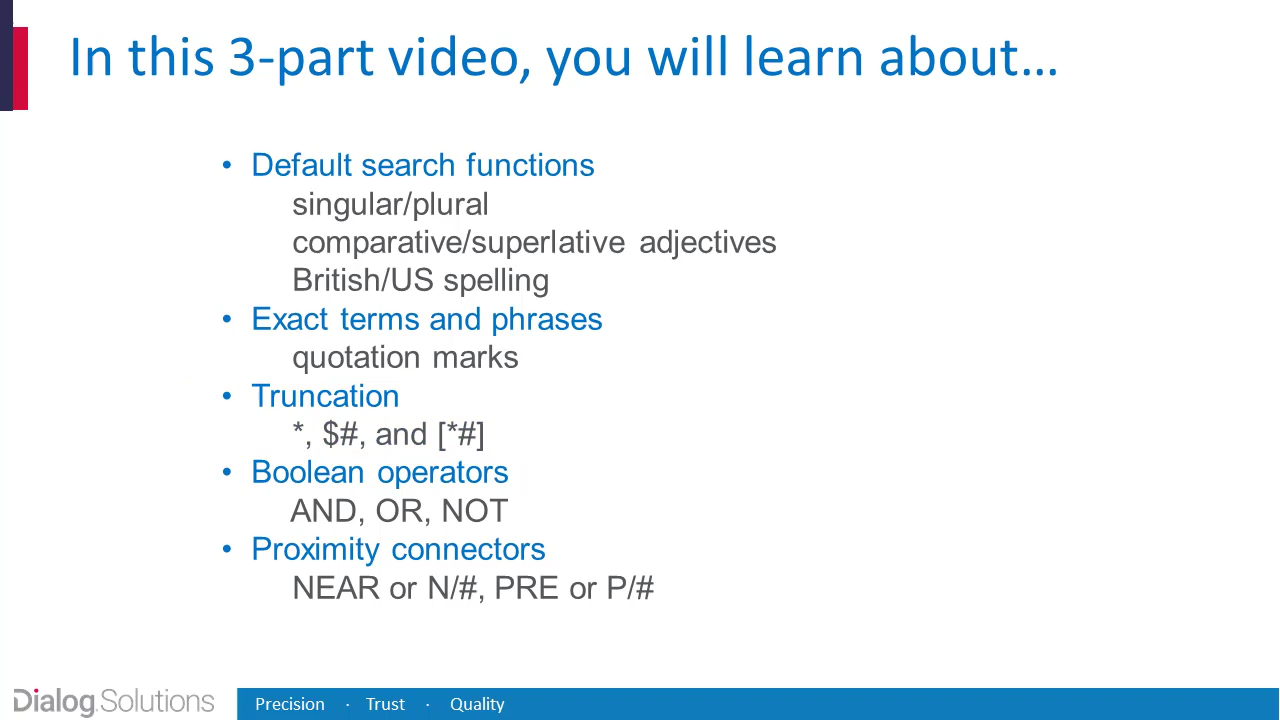 In this 3-part video, you will learn about...
• Default search functions
singular/plural
comparative/superlative adjectives
British/US spelling
• Exact terms and phrases
quotation marks
• Truncation
*, $#, and [*#]
• Boolean operators
AND, OR, NOT
• Proximity connectors
NEAR or N/#, PRE or P/#
Dialog.Solutions
Precision · Trust · Quality